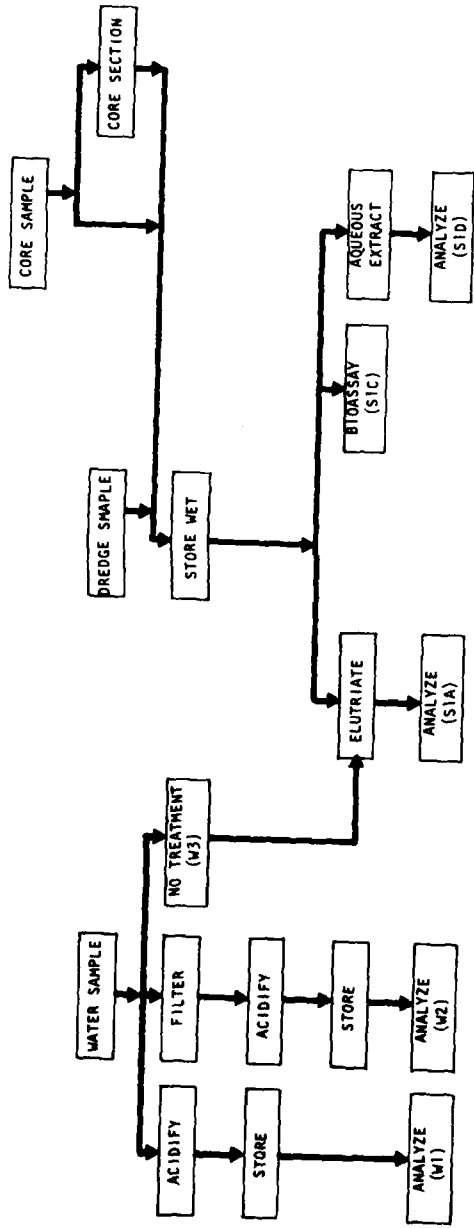 WATER SAMPLE
ACIDIFY
STORE
ANALYZE
(W1)
FILTER
ACIDIFY
STORE
ANALYZE
(W2)
NO TREATMENT
(W3)
DREDGE SMAPLE
STORE WET
CORE SAMPLE
CORE SECTION
ELUTRIATE
ANALYZE
(S1A)
BIOASSAY
(S1C)
AQUEOUS
EXTRACT
ANALYZE
(S1D)